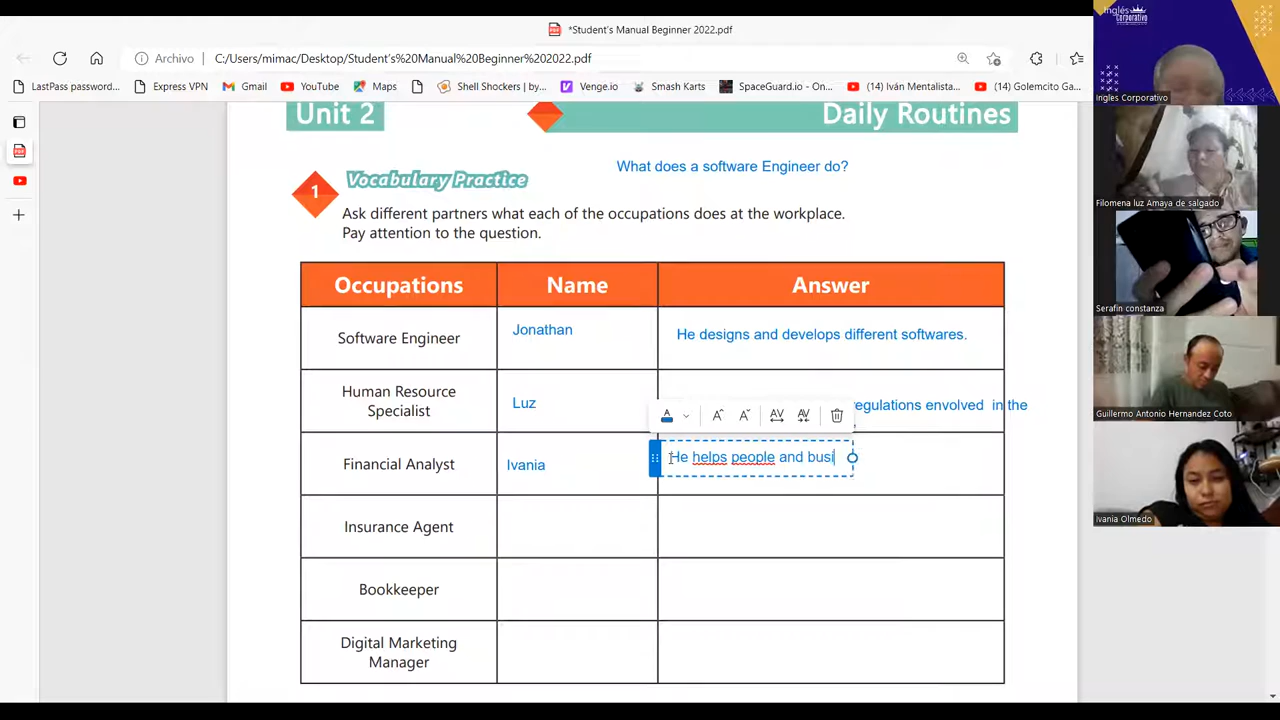 *Student's Manual Beginner 2022.pdf
Archivo
C:/Users/mimac/Desktop/Student's%20Manual%20Beginner%202022.pdf
LastPass password...
Express VPN
Gmail
YouTube
Maps
Shell Shockers | by...
Venge.io
Smash Karts
SpaceGuard.io - On...
(14) Iván Mentalista...
(14) Golemcito Ga...
Unit 2
Daily Routines
What does a software Engineer do?
1
Vocabulary Practice
Ask different partners what each of the occupations does at the workplace.
Pay attention to the question.
Occupations
Name
Answer
Software Engineer
Jonathan
He designs and develops different softwares.
Human Resource
Specialist
Luz
regulations envolved in the
Financial Analyst
Ivania
He helps people and busi
Insurance Agent
Bookkeeper
Digital Marketing
Manager
Inglés
Corporativo
Ingles Corporativo
Filomena luz Amaya de salgado
Serafin constanza
Guillermo Antonio Hernandez Coto
Ivania Olmedo